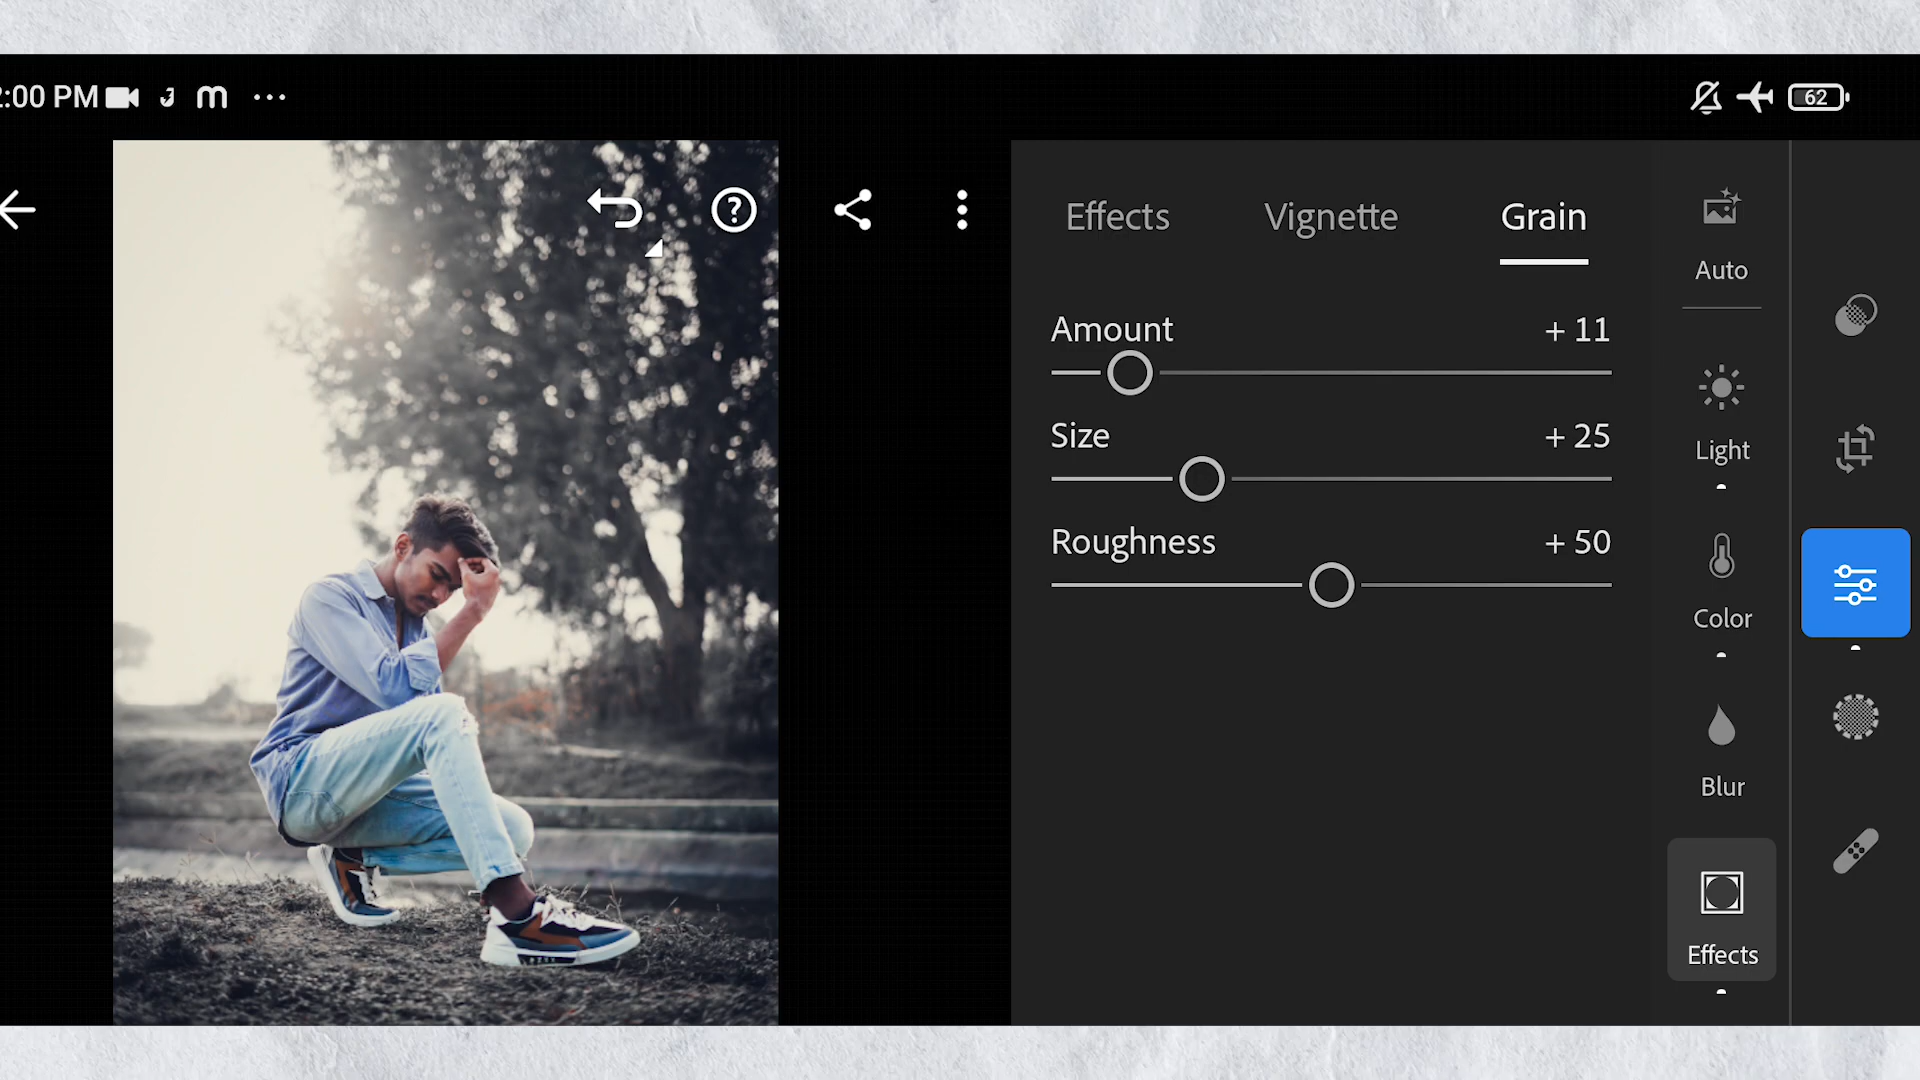 :00 PM
62
Effects Vignette Grain
Auto
Amount + 11
Size + 25
Light
Roughness + 50
Color
Blur
Effects